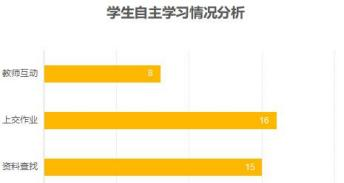 学生自主学习情况分析
教师互动 8
上交作业 16
资料查找 15